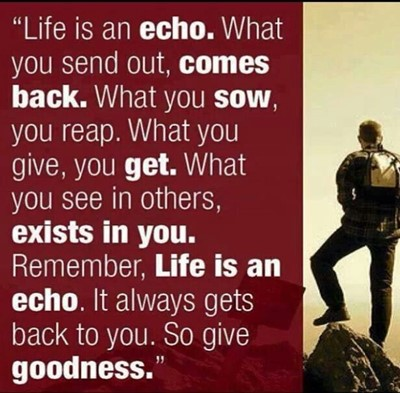 “Life is an echo. What
you send out, comes
back. What you sow,
you reap. What you
give, you get. What
you see in others,
exists in you.
Remember, Life is an
echo. It always gets
back to you. So give
goodness.”